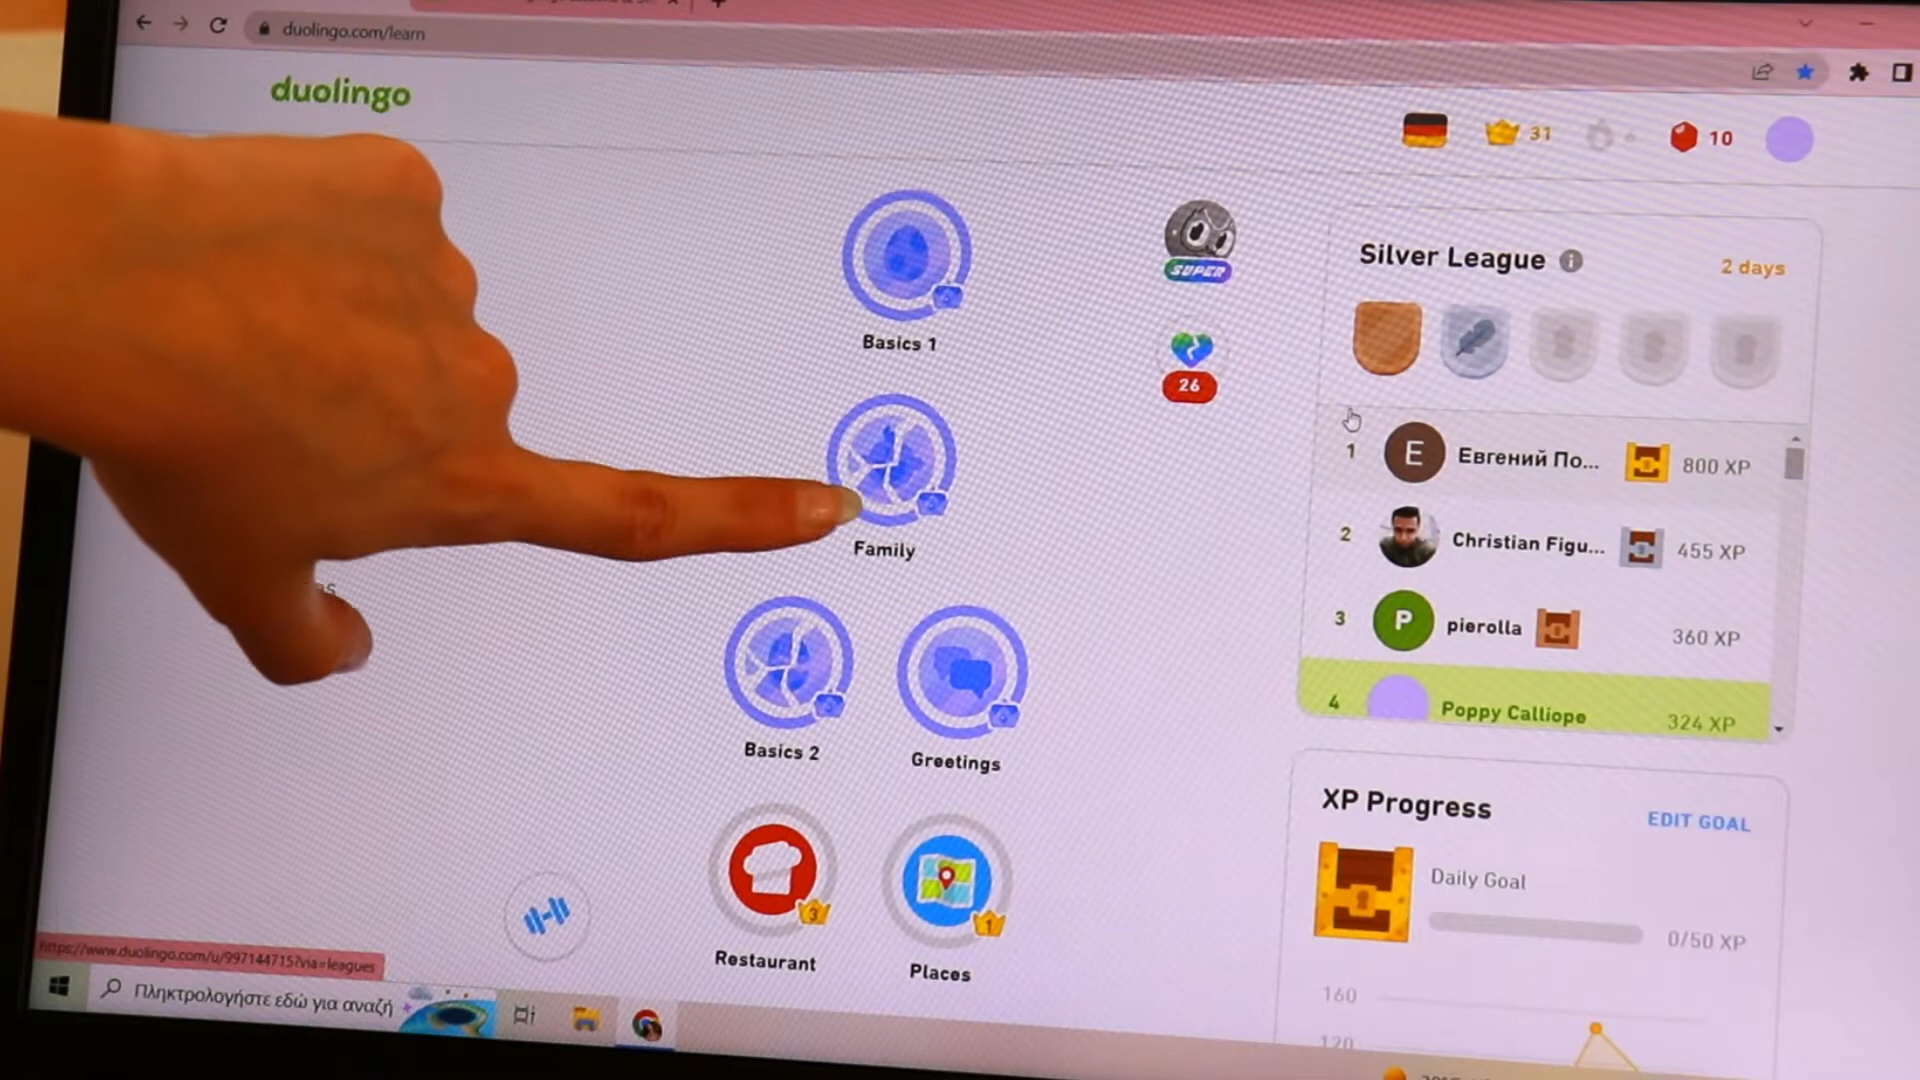 duolingo.com/learn
duolingo
31
10
Basics 1
SUPER
26
Family
Basics 2
Greetings
3
Restaurant
1
Places
Silver League
2 days
1 E Евгений По... 800 XP
2 Christian Figu... 455 XP
3 P pierolla 360 XP
4 Poppy Calliope 324 XP
XP Progress
EDIT GOAL
Daily Goal
0/50 XP
160
120
https://www.duolingo.com/u/997144715?via=leagues
Πληκτρολογήστε εδώ για αναζή